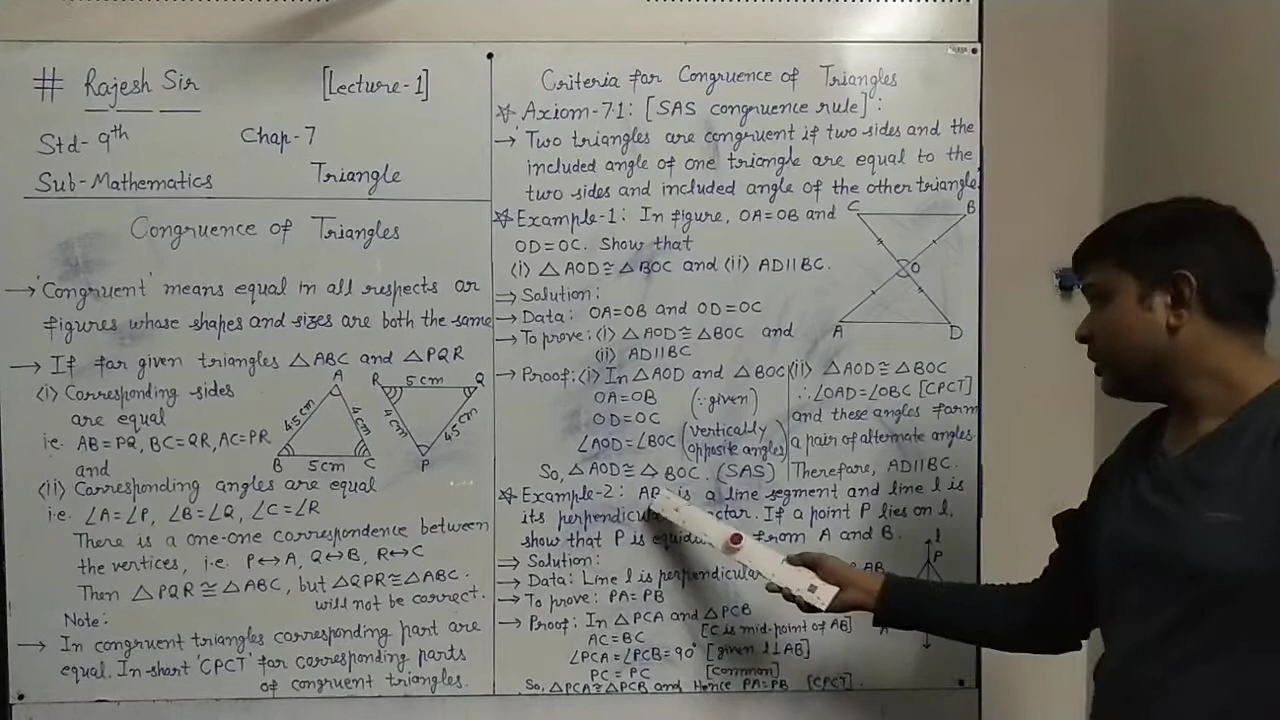 # Rajesh Sir [Lecture-1]
Std- 9th Chap-7
Sub-Mathematics Triangle
Congruence of Triangles
→ 'Congruent' means equal in all respects or
figures whose shapes and sizes are both the same
→ If for given triangles △ABC and △PQR
(i) Corresponding sides
are equal
i.e. AB=PQ, BC=QR, AC=PR
and
A
4.5cm
4cm
B 5cm C
R 5cm Q
4cm
4.5cm
P
(ii) Corresponding angles are equal
i.e. ∠A=∠P, ∠B=∠Q, ∠C=∠R
There is a one-one correspondence between
the vertices, i.e. P↔A, Q↔B, R↔C
Then △PQR≅△ABC, but △QPR≅△ABC.
will not be correct.
Note:
→ In congruent triangles corresponding part are
equal. In short 'CPCT' for corresponding parts
of congruent triangles.
Criteria for Congruence of Triangles
☆ Axiom-7.1: [SAS congruence rule]:
→ Two triangles are congruent if two sides and the
included angle of one triangle are equal to the
two sides and included angle of the other triangle.
☆ Example-1: In figure, OA=OB and
OD=OC. Show that
(i) △AOD≅△BOC and (ii) AD||BC.
C B
O
A D
→ Solution:
→ Data: OA=OB and OD=OC
→ To prove: (i) △AOD≅△BOC and
(ii) AD||BC
→ Proof: (i) In △AOD and △BOC
OA=OB
OD=OC (∵given)
∠AOD=∠BOC (vertically opposite angles)
So, △AOD≅△BOC. (SAS)
(ii) △AOD≅△BOC
∴∠OAD=∠OBC [CPCT]
and these angles form
a pair of alternate angles.
Therefore, AD||BC.
☆ Example-2: AB is a line segment and line l is
its If a point P lies on l,
show that P is from A and B.
→ Solution:
→ Data: Line l is perpendicular AB
→ To prove: PA=PB
→ Proof: In △PCA and △PCB
AC=BC [C is mid-point of AB]
∠PCA=∠PCB=90° [given l⊥AB]
PC=PC [common]
So, △PCA≅△PCB and Hence PA=PB [CPCT].
l
P
A